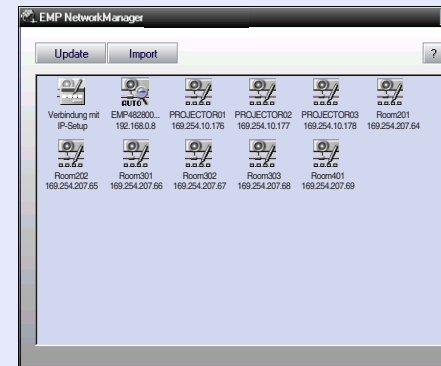 EMP NetworkManager
Update Import ?
AUTO
Verbindung mit EMP482800... PROJECTOR01 PROJECTOR02 PROJECTOR03 Room201
IP-Setup 192.168.0.8 169.254.10.176 169.254.10.177 169.254.10.178 169.254.207.64
Room202 Room301 Room302 Room303 Room401
169.254.207.65 169.254.207.66 169.254.207.67 169.254.207.68 169.254.207.69